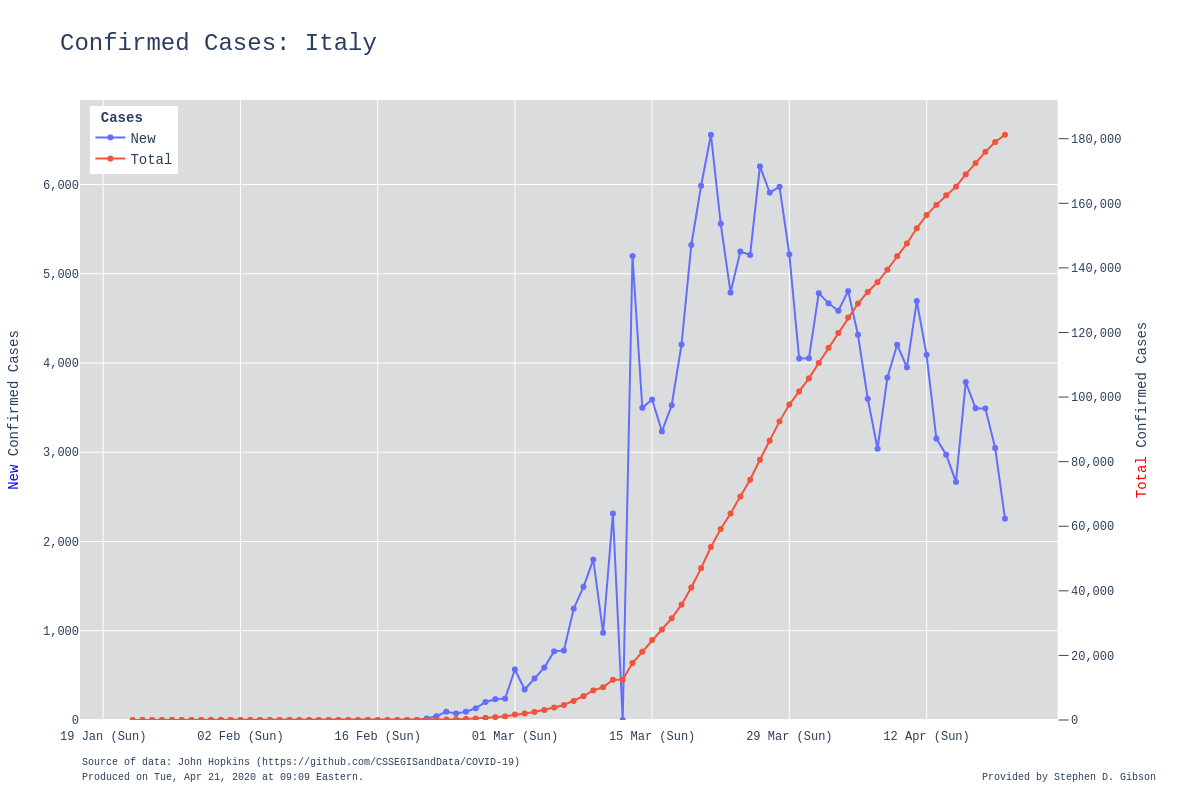 Confirmed Cases: Italy
Cases
New
Total
6,000
5,000
4,000
3,000
2,000
1,000
0
New Confirmed Cases
180,000
160,000
140,000
120,000
100,000
80,000
60,000
40,000
20,000
0
Total Confirmed Cases
19 Jan (Sun) 02 Feb (Sun) 16 Feb (Sun) 01 Mar (Sun) 15 Mar (Sun) 29 Mar (Sun) 12 Apr (Sun)
Source of data: John Hopkins (https://github.com/CSSEGISandData/COVID-19)
Produced on Tue, Apr 21, 2020 at 09:09 Eastern.
Provided by Stephen D. Gibson